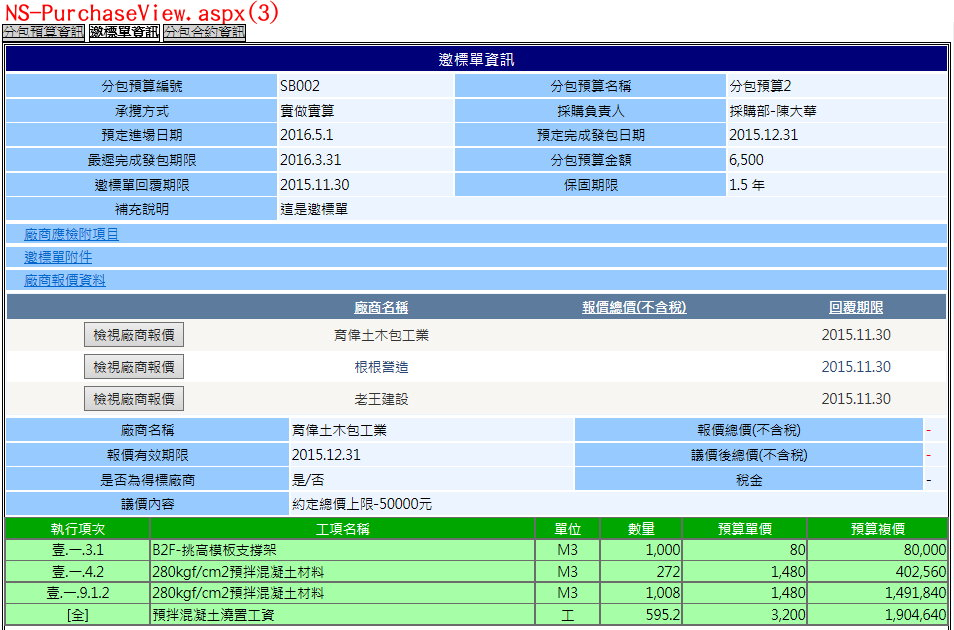 NS-PurchaseView.aspx(3)
分包預算資訊 邀標單資訊 分包合約資訊
邀標單資訊
分包預算編號 SB002 分包預算名稱 分包預算2
承攬方式 實做實算 採購負責人 採購部-陳大華
預定進場日期 2016.5.1 預定完成發包日期 2015.12.31
最遲完成發包期限 2016.3.31 分包預算金額 6,500
邀標單回覆期限 2015.11.30 保固期限 1.5 年
補充說明 這是邀標單
廠商應檢附項目
邀標單附件
廠商報價資料
廠商名稱 報價總價(不含稅) 回覆期限
檢視廠商報價 育偉土木包工業 2015.11.30
檢視廠商報價 根根營造 2015.11.30
檢視廠商報價 老王建設 2015.11.30
廠商名稱 育偉土木包工業 報價總價(不含稅) -
報價有效期限 2015.12.31 議價後總價(不含稅) -
是否為得標廠商 是/否 稅金 -
議價內容 約定總價上限-50000元
執行項次 工項名稱 單位 數量 預算單價 預算複價
壹.一.3.1 B2F-挑高模板支撐架 M3 1,000 80 80,000
壹.一.4.2 280kgf/cm2預拌混凝土材料 M3 272 1,480 402,560
壹.一.9.1.2 280kgf/cm2預拌混凝土材料 M3 1,008 1,480 1,491,840
[全] 預拌混凝土澆置工資 工 595.2 3,200 1,904,640